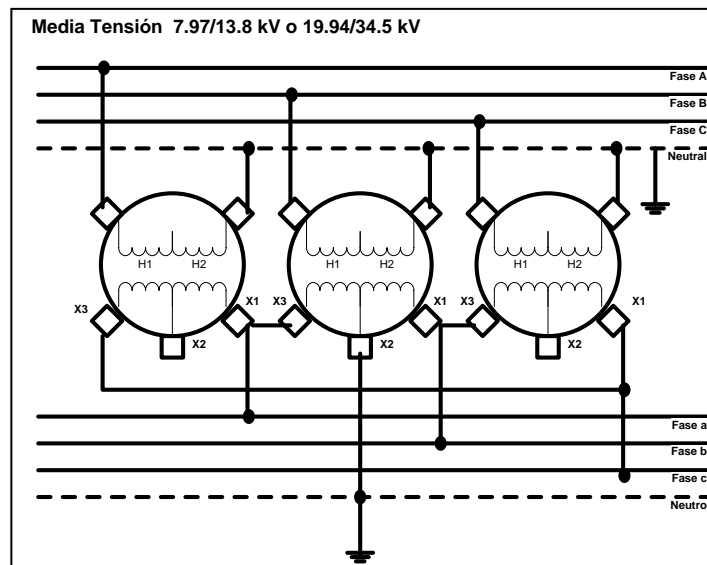 Media Tensión 7.97/13.8 kV o 19.94/34.5 kV
Fase A
Fase B
Fase C
Neutral
H1 H2
H1 H2
H1 H2
X3 X1 X3 X1 X3 X1
X2 X2 X2
Fase a
Fase b
Fase c
Neutro